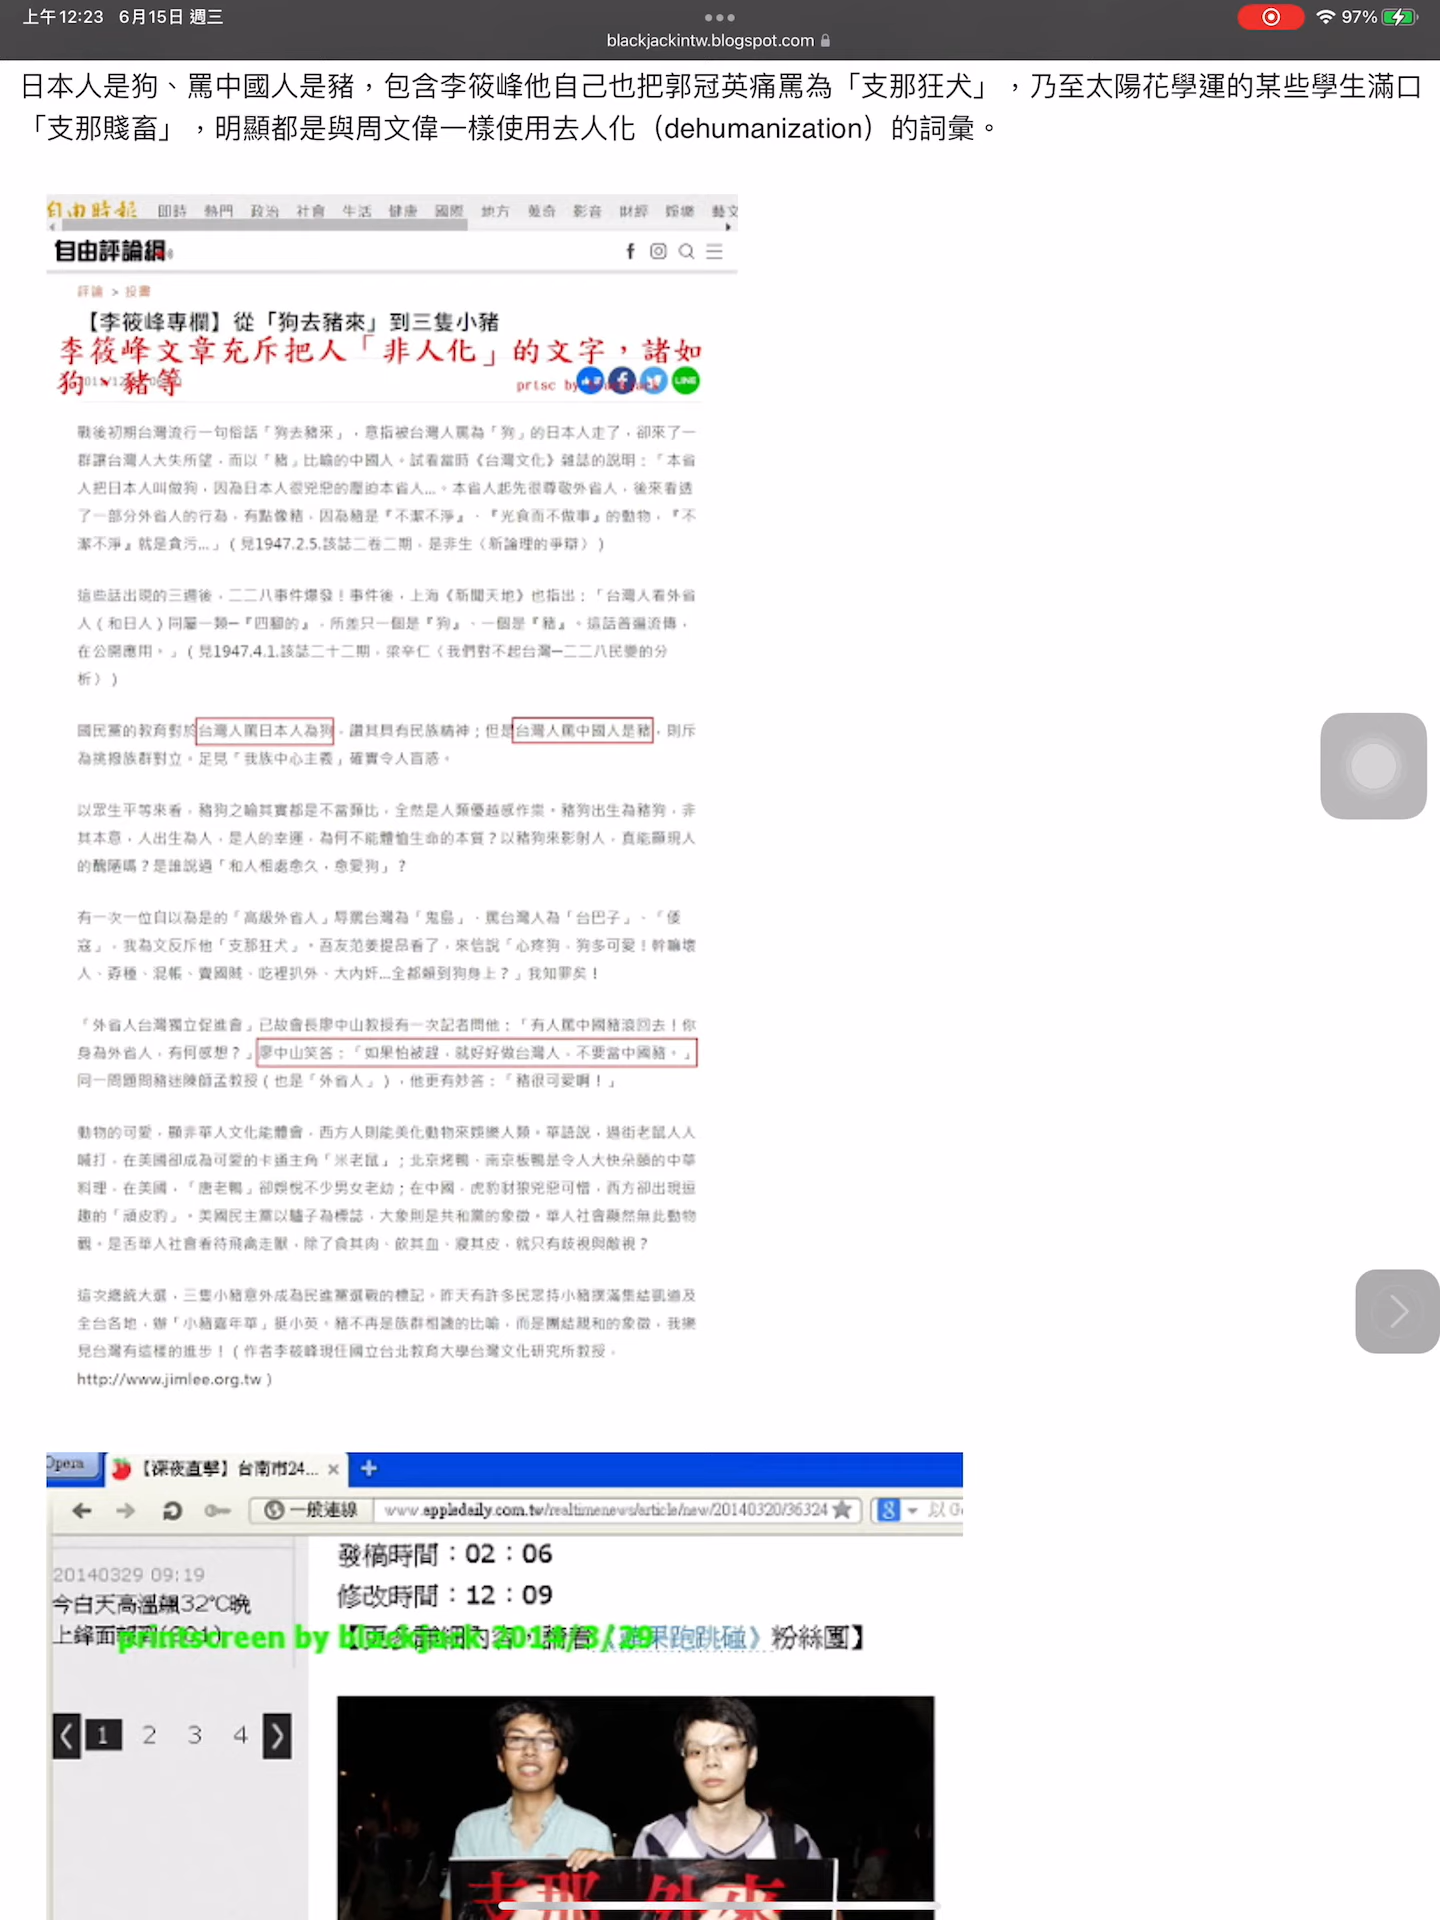 上午12:23 6月15日 週三
97%
blackjackintw.blogspot.com
日本人是狗、罵中國人是豬，包含李筱峰他自己也把郭冠英痛罵為「支那狂犬」，乃至太陽花學運的某些學生滿口
「支那賤畜」，明顯都是與周文偉一樣使用去人化（dehumanization）的詞彙。
自由時報 即時 熱門 政治 社會 生活 健康 國際 地方 蒐奇 影音 財經 娛樂 藝文
自由評論網
評論 > 投書
【李筱峰專欄】從「狗去豬來」到三隻小豬
李筱峰文章充斥把人「非人化」的文字，諸如
狗、豬等
prtsc by
LINE
戰後初期台灣流行一句俗話「狗去豬來」，意指被台灣人罵為「狗」的日本人走了，卻來了一
群讓台灣人大失所望，而以「豬」比喻的中國人。試看當時《台灣文化》雜誌的說明：「本省
人把日本人叫做狗，因為日本人很兇惡的壓迫本省人...。本省人起先很尊敬外省人，後來看透
了一部分外省人的行為，有點像豬，因為豬是『不潔不淨』、『光食而不做事』的動物，『不
潔不淨』就是貪污...」（見1947.2.5.該誌二卷二期，是非生〈新論理的爭辯〉）
這些話出現的三週後，二二八事件爆發！事件後，上海《新聞天地》也指出：「台灣人看外省
人（和日人）同屬一類─『四腳的』，所差只一個是『狗』、一個是『豬』。這話普遍流傳，
在公開應用。」（見1947.4.1.該誌二十二期，梁辛仁〈我們對不起台灣─二二八民變的分
析〉）
國民黨的教育對於台灣人罵日本人為狗，讚其具有民族精神；但是台灣人罵中國人是豬，則斥
為挑撥族群對立。足見「我族中心主義」確實令人盲惑。
以眾生平等來看，豬狗之喻其實都是不當類比，全然是人類優越感作祟。豬狗出生為豬狗，非
其本意，人出生為人，是人的幸運，為何不能體恤生命的本質？以豬狗來影射人，真能顯現人
的醜陋嗎？是誰說過「和人相處愈久，愈愛狗」？
有一次一位自以為是的「高級外省人」辱罵台灣為「鬼島」，罵台灣人為「台巴子」、「倭
寇」，我為文反斥他「支那狂犬」。吾友范姜提昂看了，來信說「心疼狗，狗多可愛！幹嘛壞
人、孬種、混帳、賣國賊、吃裡扒外、大內奸...全都賴到狗身上？」我知罪矣！
「外省人台灣獨立促進會」已故會長廖中山教授有一次記者問他：「有人罵中國豬滾回去！你
身為外省人，有何感想？」廖中山笑答：「如果怕被趕，就好好做台灣人，不要當中國豬。」
同一問題問豬迷陳師孟教授（也是「外省人」），他更有妙答：「豬很可愛啊！」
動物的可愛，顯非華人文化能體會，西方人則能美化動物來娛樂人類。華語說，過街老鼠人人
喊打，在美國卻成為可愛的卡通主角「米老鼠」；北京烤鴨、南京板鴨是令人大快朵頤的中華
料理，在美國，「唐老鴨」卻娛悅不少男女老幼；在中國，虎豹豺狼兇惡可憎，西方卻出現逗
趣的「頑皮豹」。美國民主黨以驢子為標誌，大象則是共和黨的象徵。華人社會顯然無此動物
觀。是否華人社會看待飛禽走獸，除了食其肉、飲其血、寢其皮，就只有歧視與敵視？
這次總統大選，三隻小豬意外成為民進黨選戰的標記。昨天有許多民眾持小豬撲滿集結凱道及
全台各地，辦「小豬嘉年華」挺小英。豬不再是族群相譏的比喻，而是團結親和的象徵，我樂
見台灣有這樣的進步！（作者李筱峰現任國立台北教育大學台灣文化研究所教授，
http://www.jimlee.org.tw）
Opera 【深夜直擊】台南市24...
一般連線 www.appledaily.com.tw/realtimenews/article/new/20140320/36324
發稿時間：02：06
20140329 09:19
修改時間：12：09
今白天高溫飆32℃晚
上鋒面
printscreen by blackjack 2014/3/29
《蘋果跑跳碰》粉絲團】
1 2 3 4
支那 外來